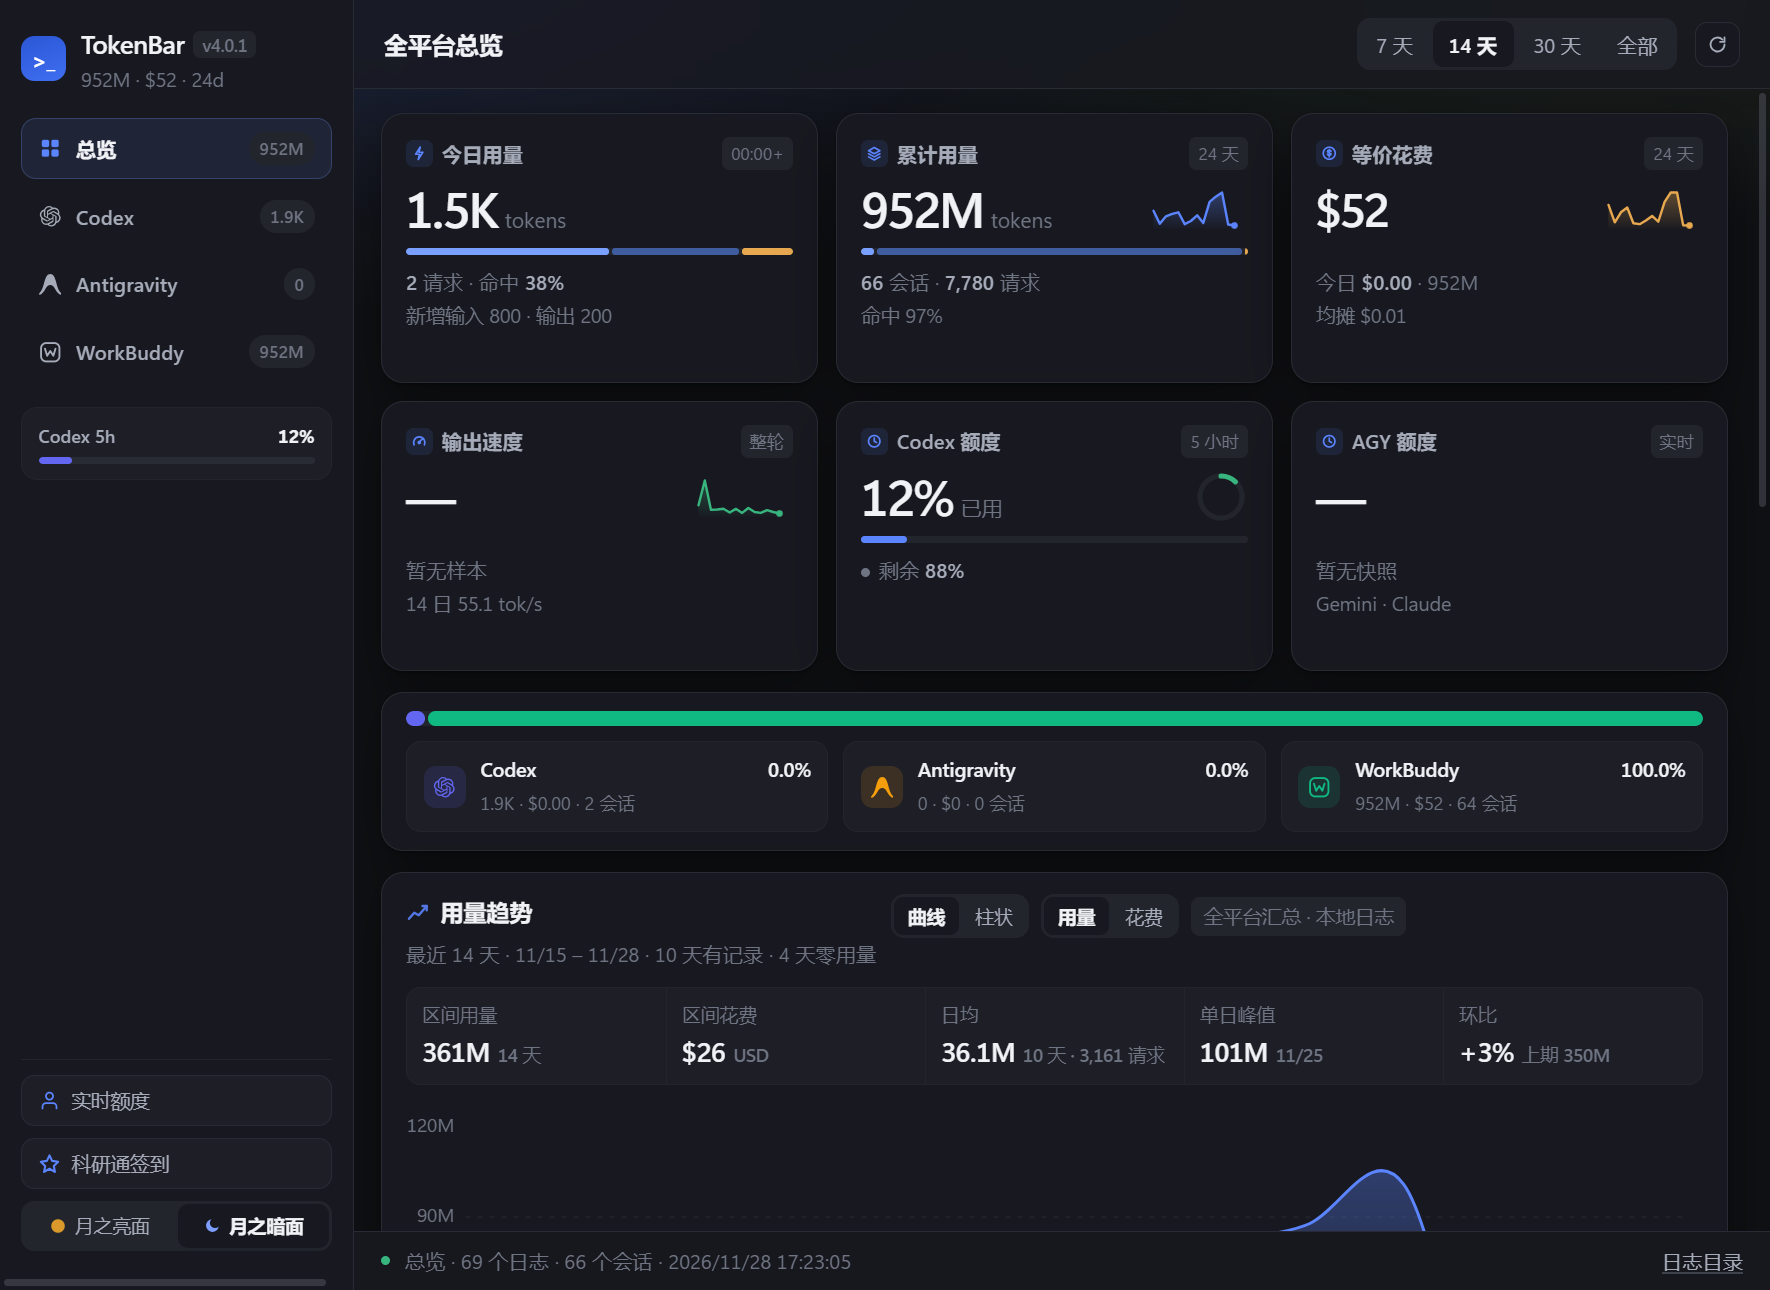 TokenBar v4.0.1
952M · $52 · 24d
总览 952M
Codex 1.9K
Antigravity 0
WorkBuddy 952M
Codex 5h 12%
实时额度
科研通签到
月之亮面 月之暗面
全平台总览
7 天 14 天 30 天 全部
今日用量 00:00+
1.5K tokens
2 请求 · 命中 38%
新增输入 800 · 输出 200
累计用量 24 天
952M tokens
66 会话 · 7,780 请求
命中 97%
等价花费 24 天
$52
今日 $0.00 · 952M
均摊 $0.01
输出速度 整轮
—
暂无样本
14 日 55.1 tok/s
Codex 额度 5 小时
12% 已用
剩余 88%
AGY 额度 实时
—
暂无快照
Gemini · Claude
Codex 0.0%
1.9K · $0.00 · 2 会话
Antigravity 0.0%
0 · $0 · 0 会话
WorkBuddy 100.0%
952M · $52 · 64 会话
用量趋势 曲线 柱状 用量 花费 全平台汇总 · 本地日志
最近 14 天 · 11/15 – 11/28 · 10 天有记录 · 4 天零用量
区间用量
361M 14 天
区间花费
$26 USD
日均
36.1M 10 天 · 3,161 请求
单日峰值
101M 11/25
环比
+3% 上期 350M
120M
90M
总览 · 69 个日志 · 66 个会话 · 2026/11/28 17:23:05
日志目录